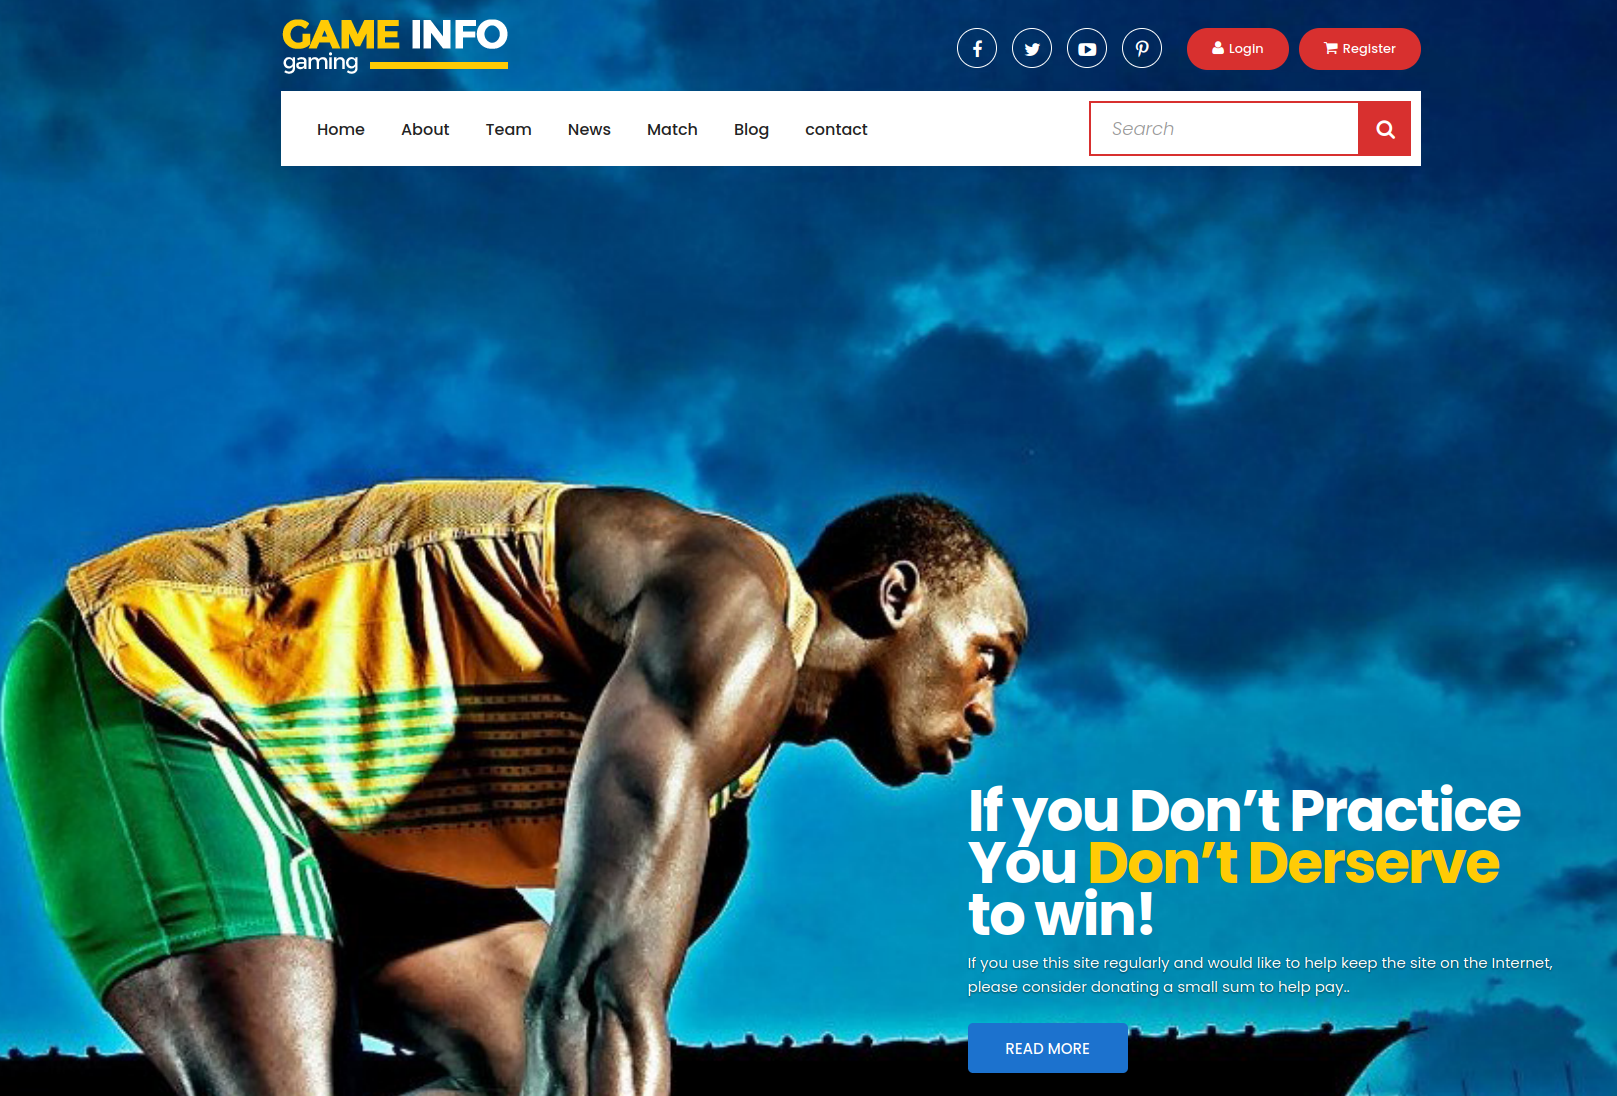 GAME INFO
gaming
Login
Register
Home
About
Team
News
Match
Blog
contact
Search
If you Don’t Practice
You Don’t Derserve
to win!
If you use this site regularly and would like to help keep the site on the Internet,
please consider donating a small sum to help pay..
READ MORE